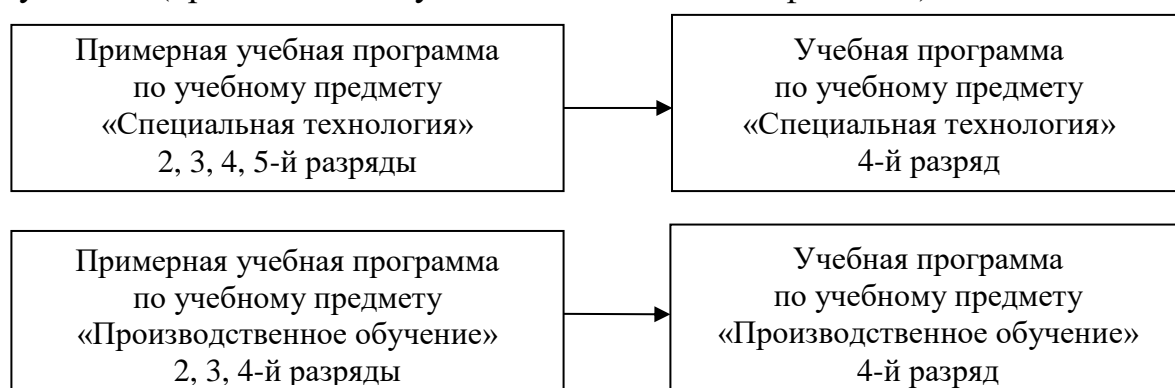 Примерная учебная программа
по учебному предмету
«Специальная технология»
2, 3, 4, 5-й разряды
Учебная программа
по учебному предмету
«Специальная технология»
4-й разряд
Примерная учебная программа
по учебному предмету
«Производственное обучение»
2, 3, 4-й разряды
Учебная программа
по учебному предмету
«Производственное обучение»
4-й разряд